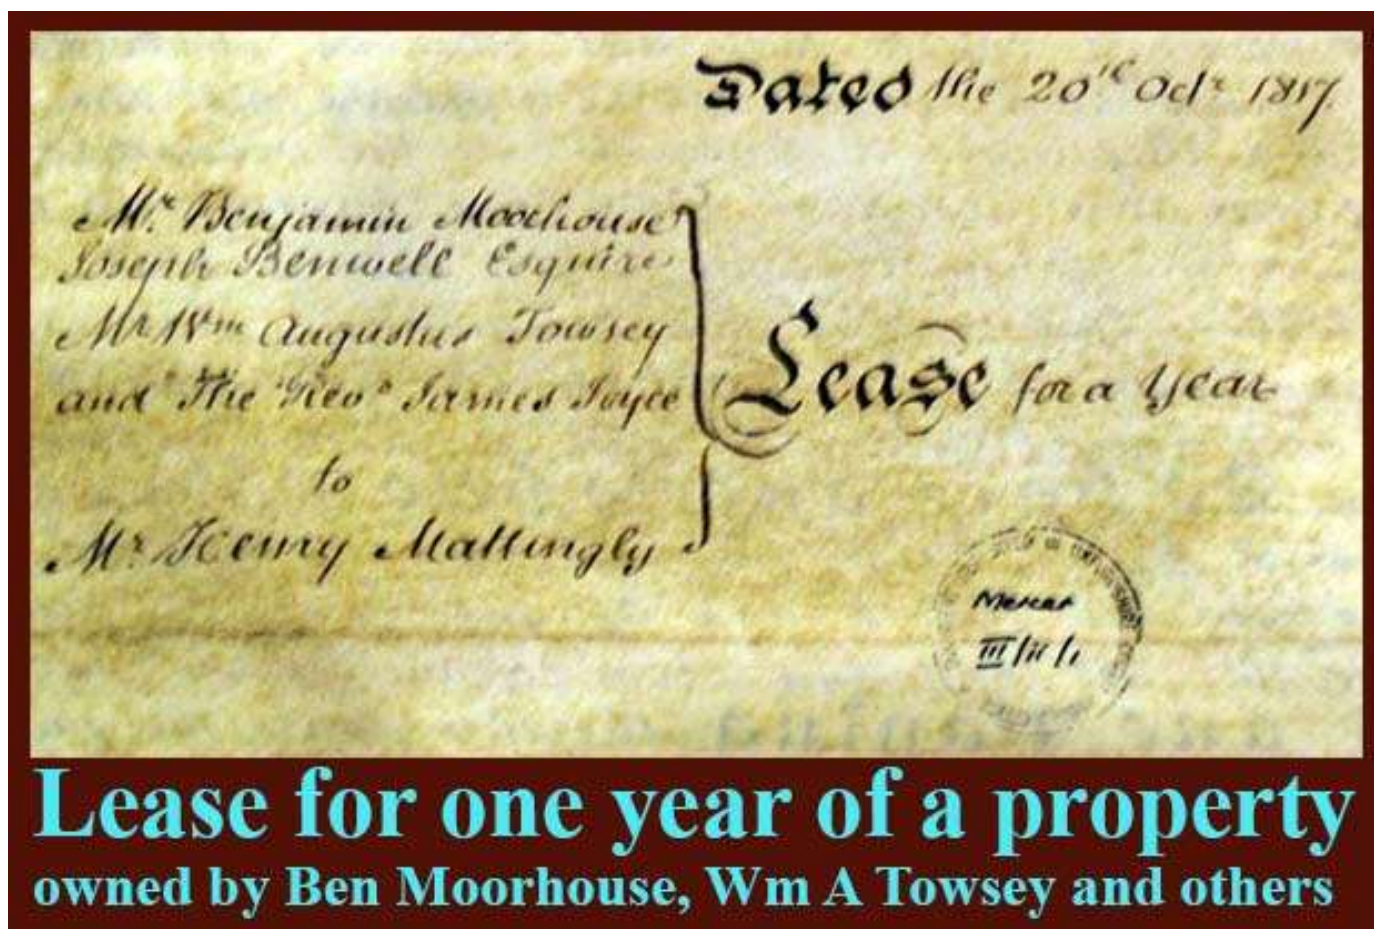 Dated the 20th Octr 1817
Mr. Benjamin Moorhouse
Joseph Benwell Esquire
Mr Wm Augustus Towsey
and The Revd James Joyce
to
Mr Henry Mattingly
Lease for a Year
Mercer
III/ii/1
Lease for one year of a property
owned by Ben Moorhouse, Wm A Towsey and others